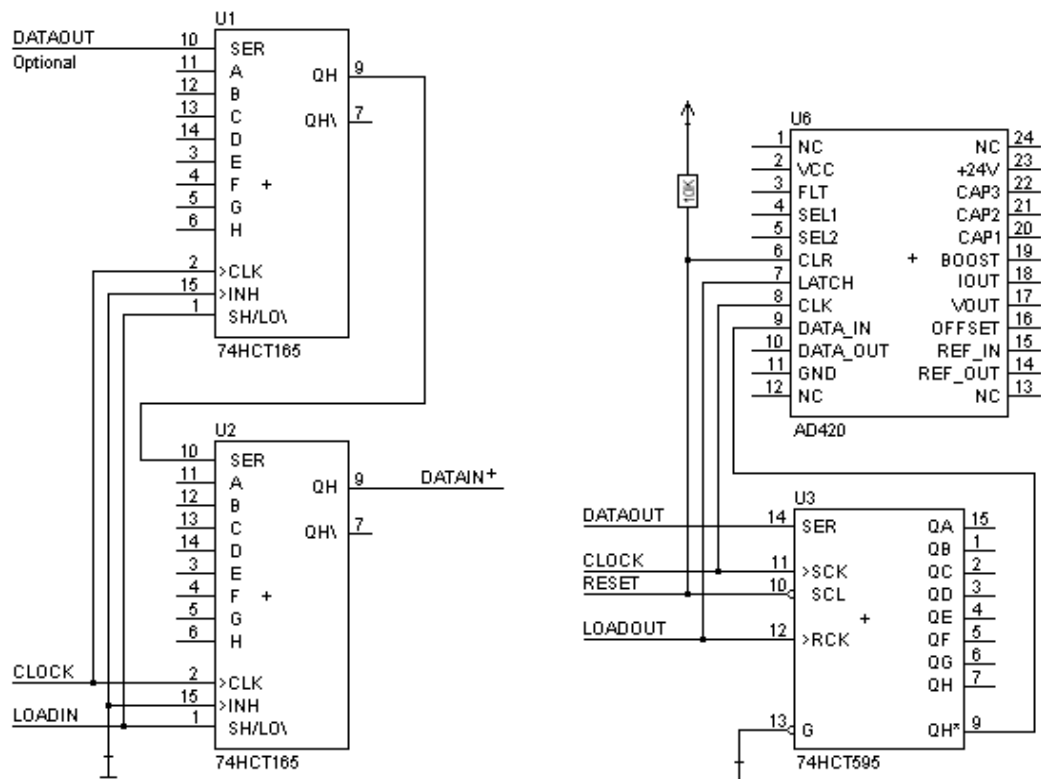 U1
DATAOUT 10 SER
Optional
11 A
12 B
13 C
14 D
3 E
4 F +
5 G
6 H
QH 9
QH\ 7
2 >CLK
15 >INH
1 SH/LO\
74HCT165
U2
10 SER
11 A
12 B
13 C
14 D
3 E
4 F +
5 G
6 H
QH 9 DATAIN+
QH\ 7
CLOCK 2 >CLK
15 >INH
LOADIN 1 SH/LO\
74HCT165
10K
U6
1 NC NC 24
2 VCC +24V 23
3 FLT CAP3 22
4 SEL1 CAP2 21
5 SEL2 CAP1 20
6 CLR + BOOST 19
7 LATCH IOUT 18
8 CLK VOUT 17
9 DATA_IN OFFSET 16
10 DATA_OUT REF_IN 15
11 GND REF_OUT 14
12 NC NC 13
AD420
U3
DATAOUT 14 SER QA 15
QB 1
CLOCK 11 >SCK QC 2
RESET 10 SCL QD 3
+ QE 4
LOADOUT 12 >RCK QF 5
QG 6
QH 7
13 G QH* 9
74HCT595